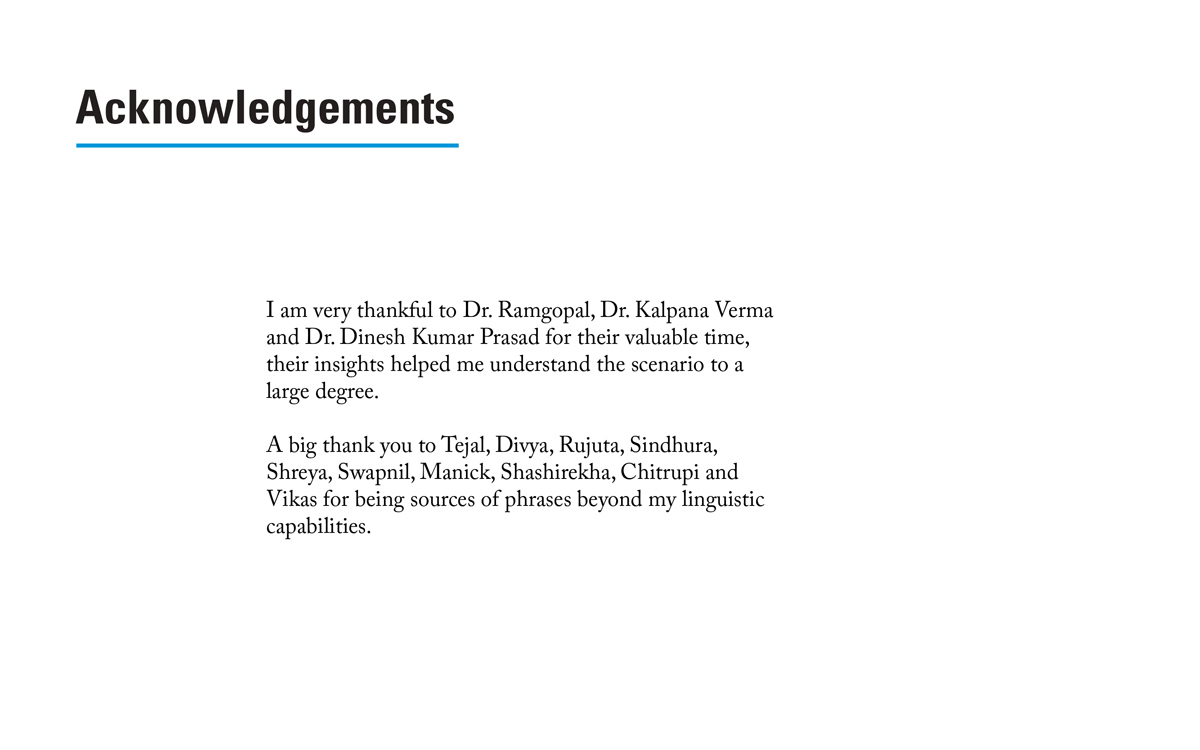 Acknowledgements
I am very thankful to Dr. Ramgopal, Dr. Kalpana Verma
and Dr. Dinesh Kumar Prasad for their valuable time,
their insights helped me understand the scenario to a
large degree.
A big thank you to Tejal, Divya, Rujuta, Sindhura,
Shreya, Swapnil, Manick, Shashirekha, Chitrupi and
Vikas for being sources of phrases beyond my linguistic
capabilities.